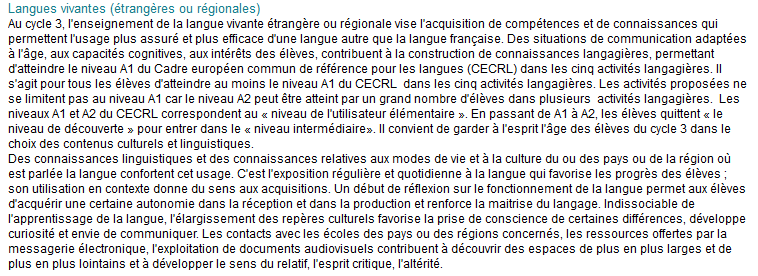 Langues vivantes (étrangères ou régionales)
Au cycle 3, l'enseignement de la langue vivante étrangère ou régionale vise l'acquisition de compétences et de connaissances qui
permettent l'usage plus assuré et plus efficace d'une langue autre que la langue française. Des situations de communication adaptées
à l'âge, aux capacités cognitives, aux intérêts des élèves, contribuent à la construction de connaissances langagières, permettant
d'atteindre le niveau A1 du Cadre européen commun de référence pour les langues (CECRL) dans les cinq activités langagières. Il
s'agit pour tous les élèves d'atteindre au moins le niveau A1 du CECRL dans les cinq activités langagières. Les activités proposées ne
se limitent pas au niveau A1 car le niveau A2 peut être atteint par un grand nombre d'élèves dans plusieurs activités langagières. Les
niveaux A1 et A2 du CECRL correspondent au « niveau de l'utilisateur élémentaire ». En passant de A1 à A2, les élèves quittent « le
niveau de découverte » pour entrer dans le « niveau intermédiaire». Il convient de garder à l'esprit l'âge des élèves du cycle 3 dans le
choix des contenus culturels et linguistiques.
Des connaissances linguistiques et des connaissances relatives aux modes de vie et à la culture du ou des pays ou de la région où
est parlée la langue confortent cet usage. C'est l'exposition régulière et quotidienne à la langue qui favorise les progrès des élèves ;
son utilisation en contexte donne du sens aux acquisitions. Un début de réflexion sur le fonctionnement de la langue permet aux élèves
d'acquérir une certaine autonomie dans la réception et dans la production et renforce la maitrise du langage. Indissociable de
l'apprentissage de la langue, l'élargissement des repères culturels favorise la prise de conscience de certaines différences, développe
curiosité et envie de communiquer. Les contacts avec les écoles des pays ou des régions concernés, les ressources offertes par la
messagerie électronique, l'exploitation de documents audiovisuels contribuent à découvrir des espaces de plus en plus larges et de
plus en plus lointains et à développer le sens du relatif, l'esprit critique, l'altérité.